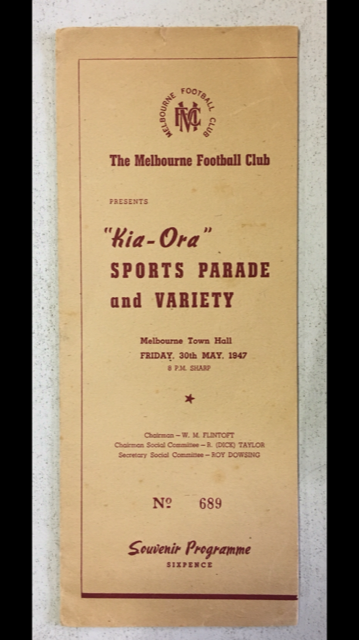 MELBOURNE FOOTBALL CLUB
MFC
The Melbourne Football Club
PRESENTS
"Kia-Ora"
SPORTS PARADE
and VARIETY
Melbourne Town Hall
FRIDAY, 30th MAY, 1947
8 P.M. SHARP
Chairman — W. M. FLINTOFT
Chairman Social Committee — R. (DICK) TAYLOR
Secretary Social Committee — ROY DOWSING
Nº 689
Souvenir Programme
SIXPENCE